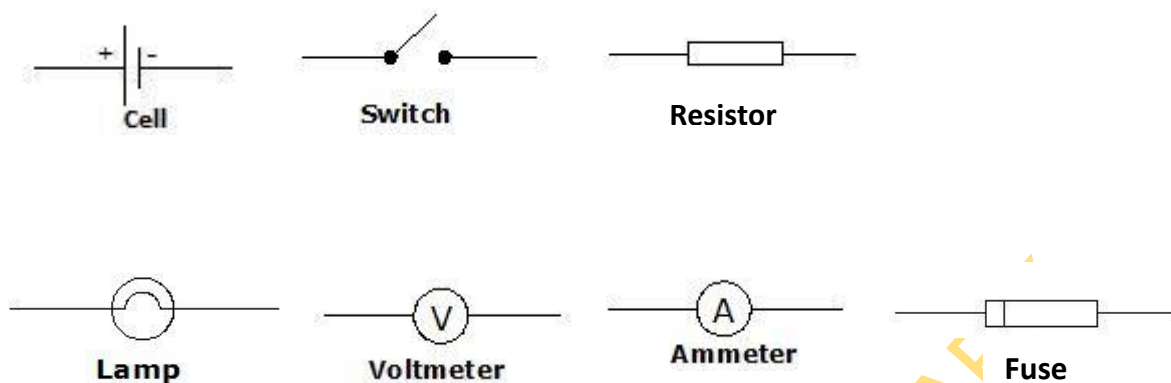 + -
Cell
Switch
Resistor
V
A
Lamp
Voltmeter
Ammeter
Fuse